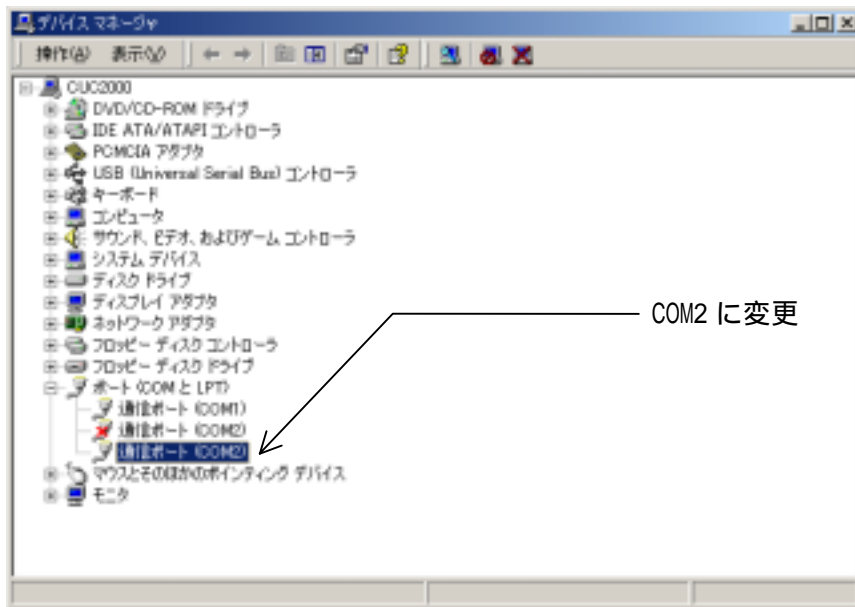 デバイス マネージャ
操作(A) 表示(V)
CUC2000
DVD/CD-ROM ドライブ
IDE ATA/ATAPI コントローラ
PCMCIA アダプタ
USB (Universal Serial Bus) コントローラ
キーボード
コンピュータ
サウンド、ビデオ、およびゲーム コントローラ
システム デバイス
ディスク ドライブ
ディスプレイ アダプタ
ネットワーク アダプタ
COM2 に変更
フロッピー ディスク コントローラ
フロッピー ディスク ドライブ
ポート (COM と LPT)
通信ポート (COM1)
通信ポート (COM2)
通信ポート (COM2)
マウスとそのほかのポインティング デバイス
モニタ